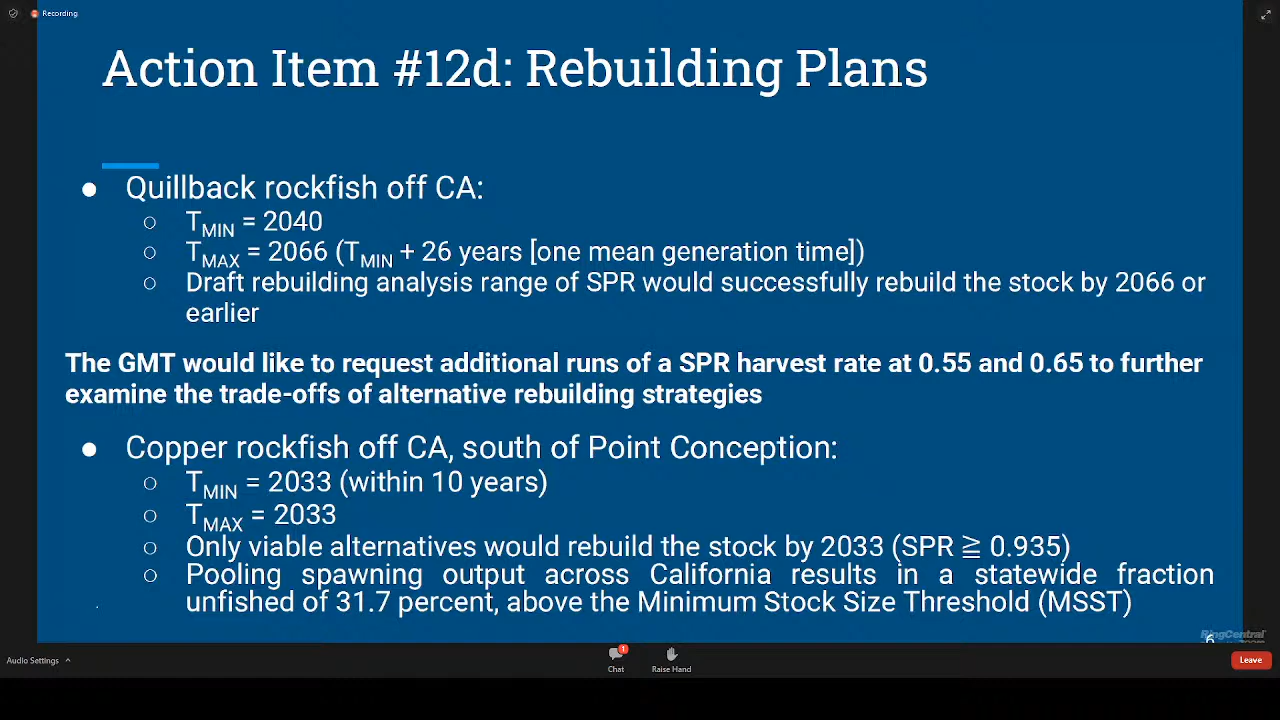 Recording
Action Item #12d: Rebuilding Plans
● Quillback rockfish off CA:
○ TMIN = 2040
○ TMAX = 2066 (TMIN + 26 years [one mean generation time])
○ Draft rebuilding analysis range of SPR would successfully rebuild the stock by 2066 or
earlier
The GMT would like to request additional runs of a SPR harvest rate at 0.55 and 0.65 to further
examine the trade-offs of alternative rebuilding strategies
● Copper rockfish off CA, south of Point Conception:
○ TMIN = 2033 (within 10 years)
○ TMAX = 2033
○ Only viable alternatives would rebuild the stock by 2033 (SPR ≧ 0.935)
○ Pooling spawning output across California results in a statewide fraction
unfished of 31.7 percent, above the Minimum Stock Size Threshold (MSST)
RingCentral
6
Audio Settings ^
1
Chat
Raise Hand
Leave